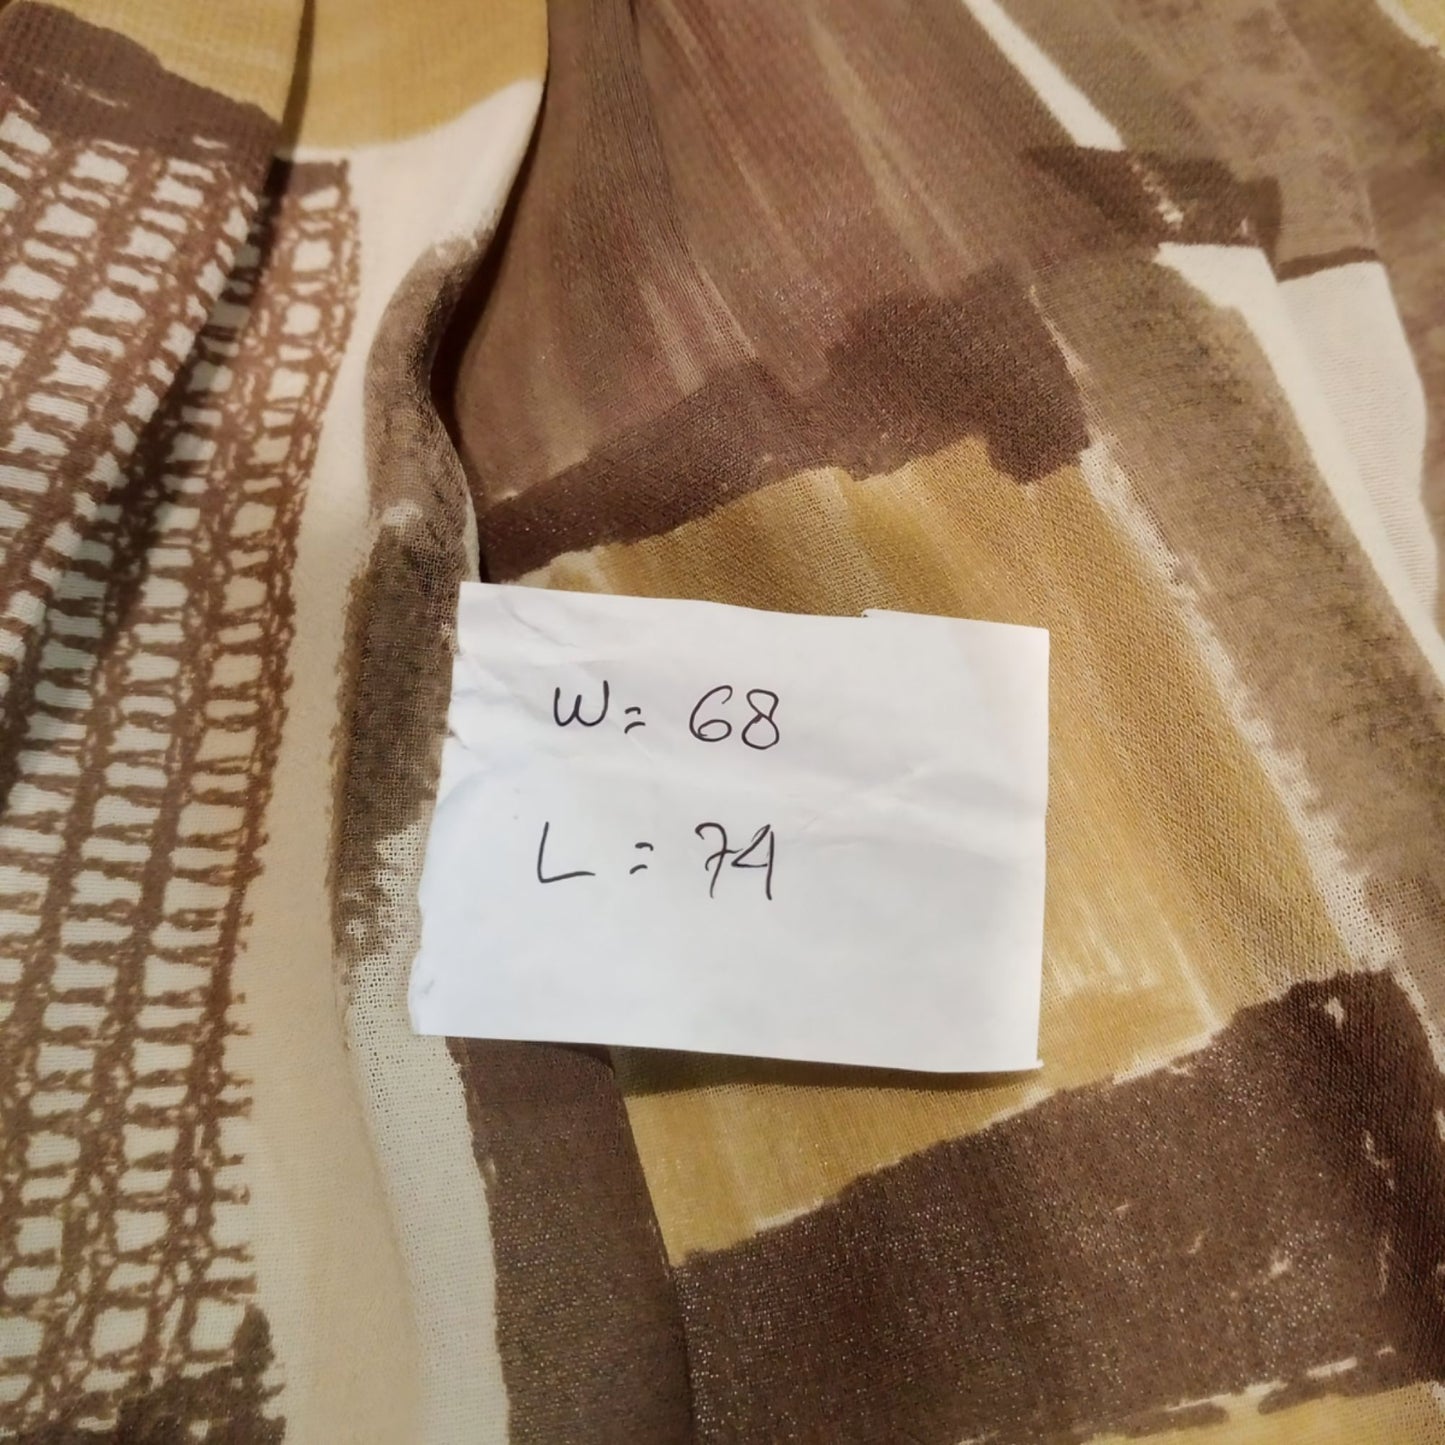 W= 68
L = 74